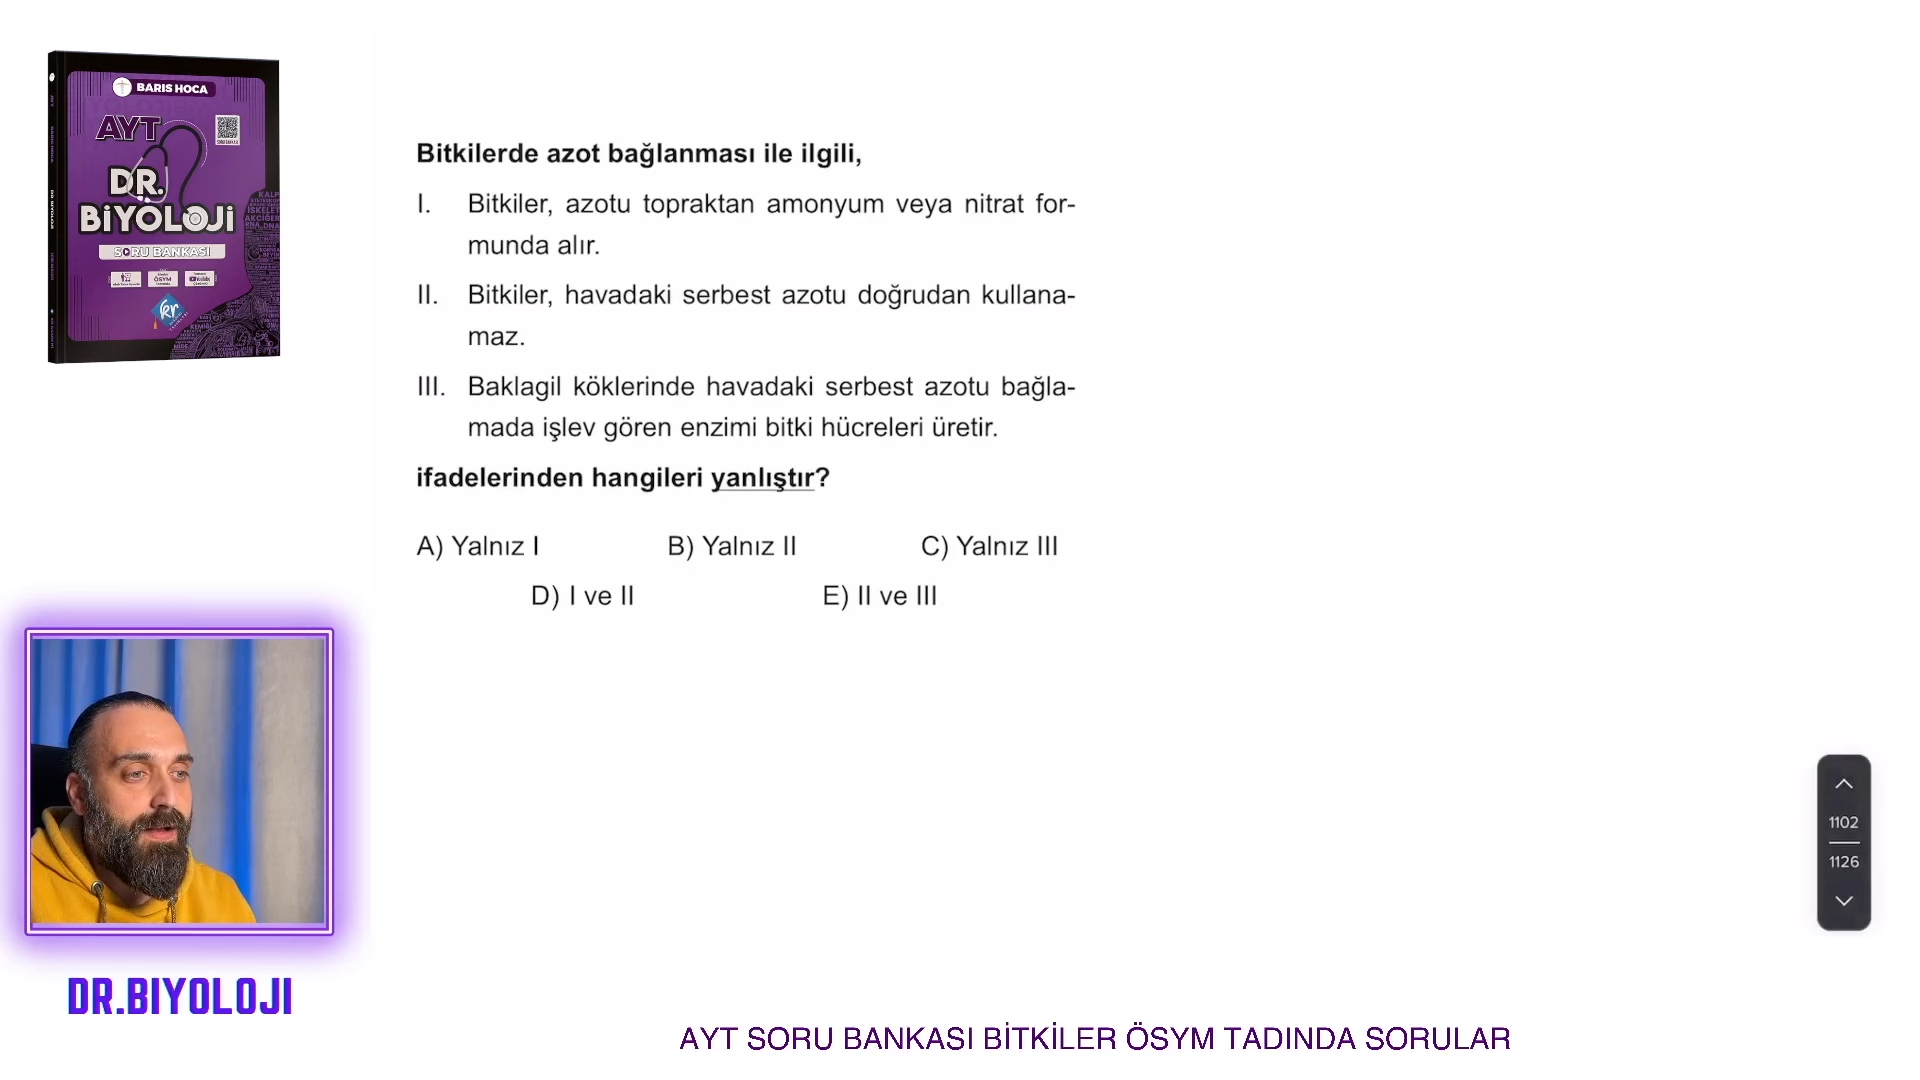 BARIS HOCA
AYT
DR.
BiYOLOJi
SORU BANKASI
ÖSYM
kr
Bitkilerde azot bağlanması ile ilgili,
I. Bitkiler, azotu topraktan amonyum veya nitrat for-
munda alır.
II. Bitkiler, havadaki serbest azotu doğrudan kullana-
maz.
III. Baklagil köklerinde havadaki serbest azotu bağla-
mada işlev gören enzimi bitki hücreleri üretir.
ifadelerinden hangileri yanlıştır?
A) Yalnız I B) Yalnız II C) Yalnız III
D) I ve II E) II ve III
1102
1126
DR.BIYOLOJI
AYT SORU BANKASI BİTKİLER ÖSYM TADINDA SORULAR